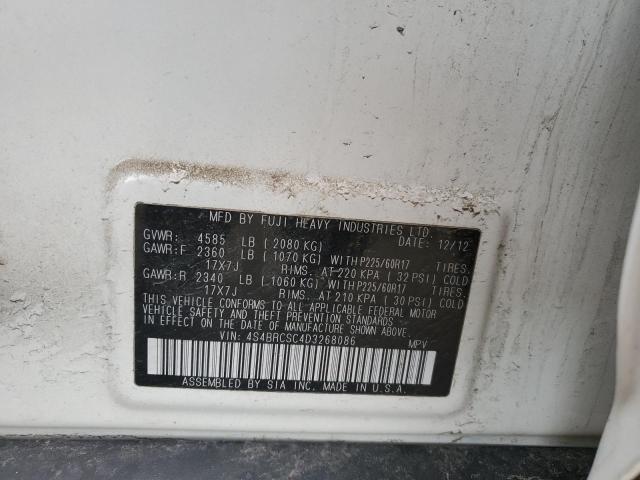 MFD BY FUJI HEAVY INDUSTRIES LTD.
GVWR: 4585 LB ( 2080 KG) DATE: 12/12
GAWR:F 2360 LB ( 1070 KG) WITH P225/60R17 TIRES.
17X7J RIMS. AT 220 KPA ( 32 PSI) COLD
GAWR:R 2340 LB ( 1060 KG) WITH P225/60R17 TIRES.
17X7J RIMS. AT 210 KPA ( 30 PSI) COLD
THIS VEHICLE CONFORMS TO ALL APPLICABLE FEDERAL MOTOR
VEHICLE SAFETY AND THEFT PREVENTION STANDARDS
IN EFFECT ON THE DATE OF MANUFACTURE SHOWN ABOVE.
VIN: 4S4BRCSC4D3268086 MPV
ASSEMBLED BY SIA INC. MADE IN U.S.A.